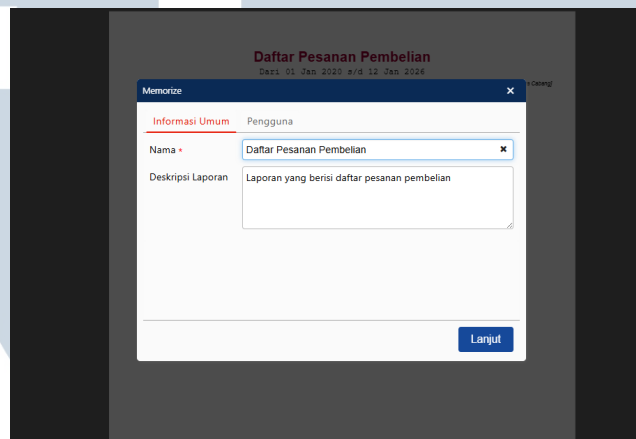 Daftar Pesanan Pembelian
Dari 01 Jan 2020 s/d 12 Jan 2026
Memorize
Informasi Umum Pengguna
Nama *
Daftar Pesanan Pembelian
Deskripsi Laporan
Laporan yang berisi daftar pesanan pembelian
Lanjut